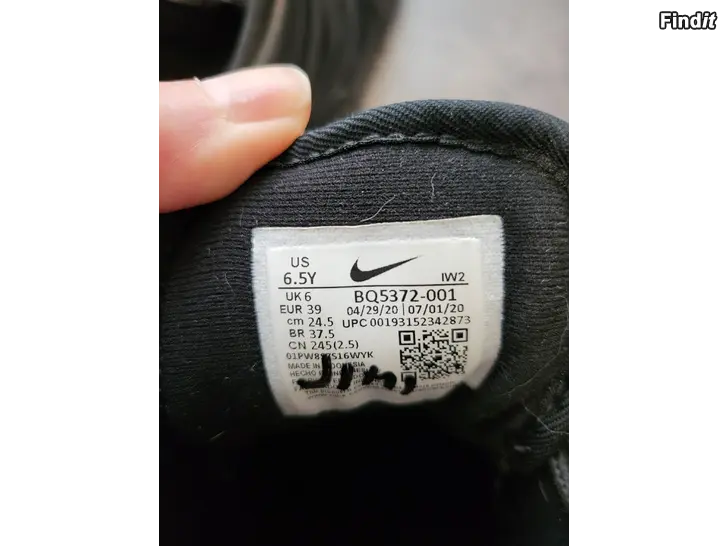 Findit
US
6.5Y
IW2
UK 6
BQ5372-001
EUR 39
04/29/20 07/01/20
cm 24.5
UPC 00193152342873
BR 37.5
CN 245(2.5)
MADE IN INDONESIA
HECHO